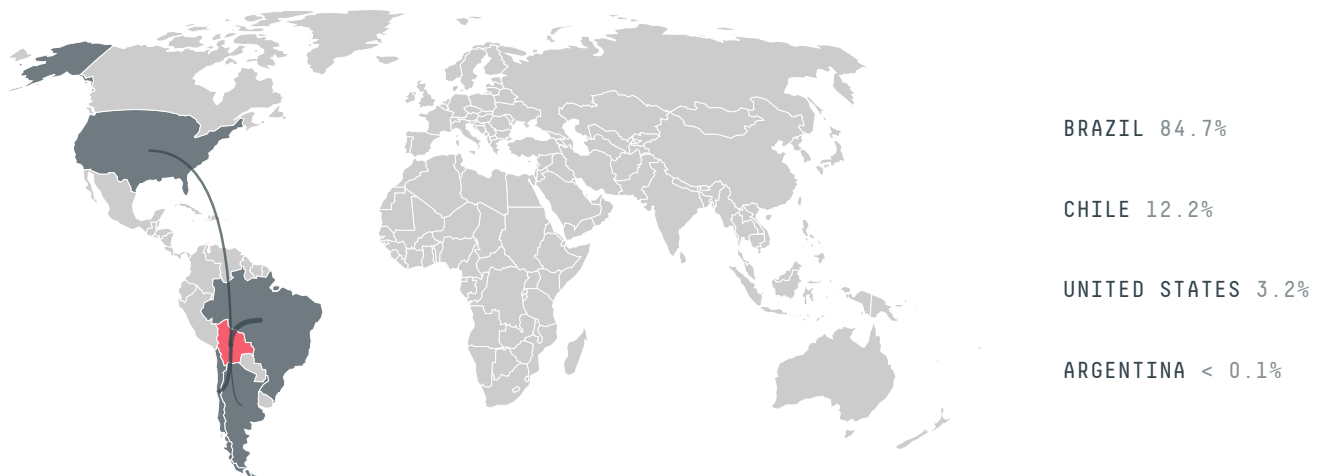 BRAZIL 84.7%
CHILE 12.2%
UNITED STATES 3.2%
ARGENTINA < 0.1%